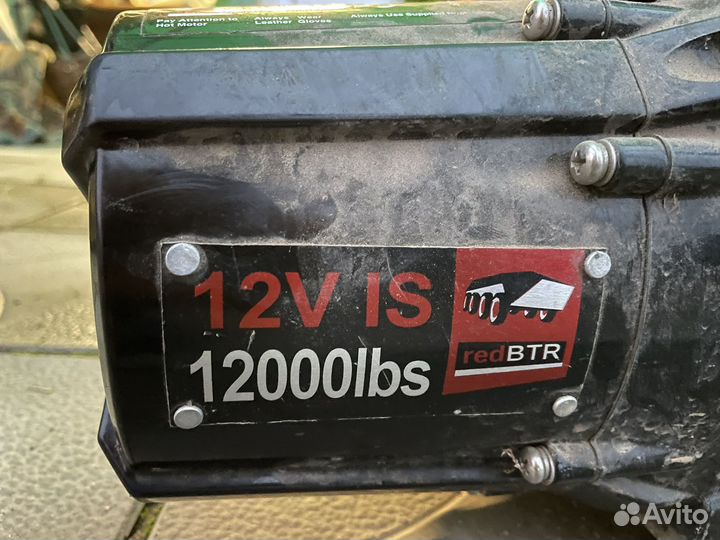 Pay Attention to Always Wear Always Use Supplied
Hot Motor Leather Gloves
12V IS
12000lbs
redBTR
Avito